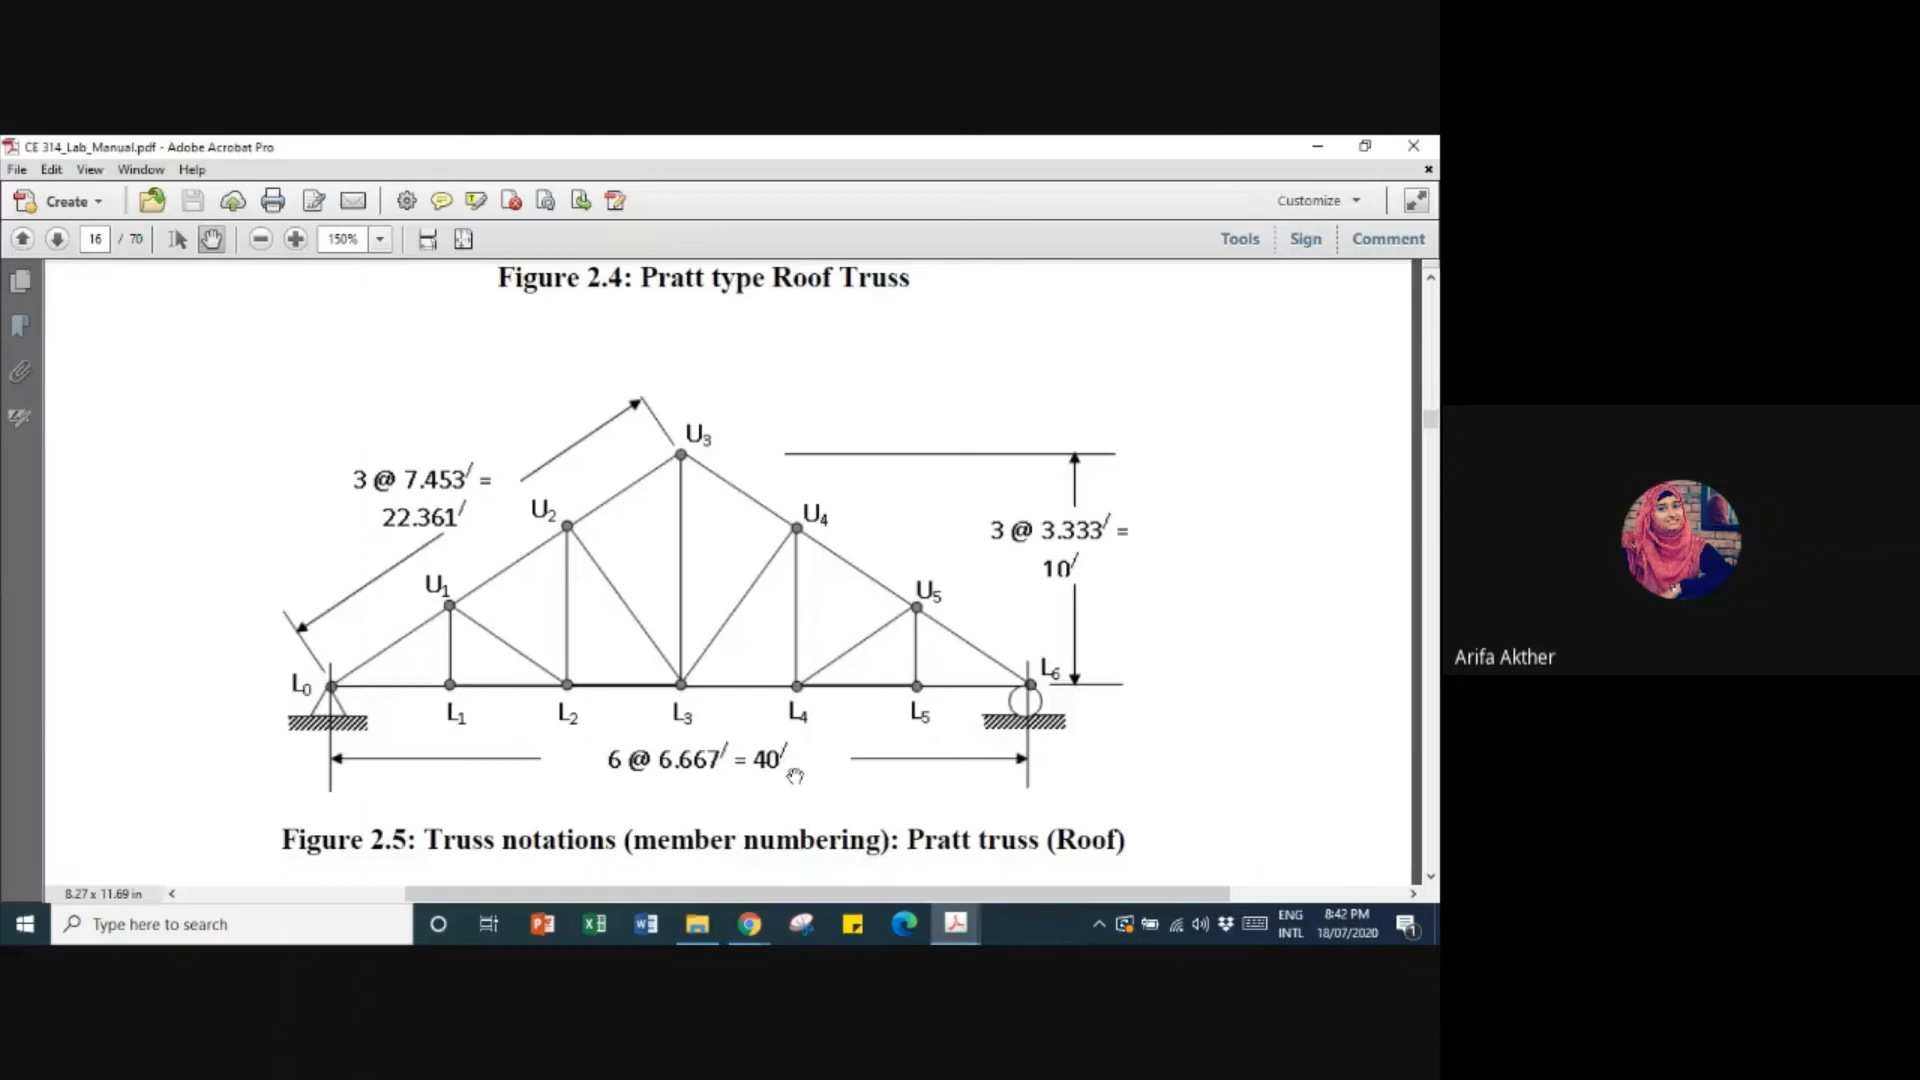 CE 314_Lab_Manual.pdf - Adobe Acrobat Pro
File Edit View Window Help
Create
Customize
16 / 70
150%
Tools Sign Comment
Figure 2.4: Pratt type Roof Truss
U3
3 @ 7.453/ =
22.361/
U2
U4
3 @ 3.333/ =
10/
U1
U5
L0
L6
L1 L2 L3 L4 L5
6 @ 6.667/ = 40/
Figure 2.5: Truss notations (member numbering): Pratt truss (Roof)
8.27 x 11.69 in
Type here to search
ENG
INTL
8:42 PM
18/07/2020
1
Arifa Akther